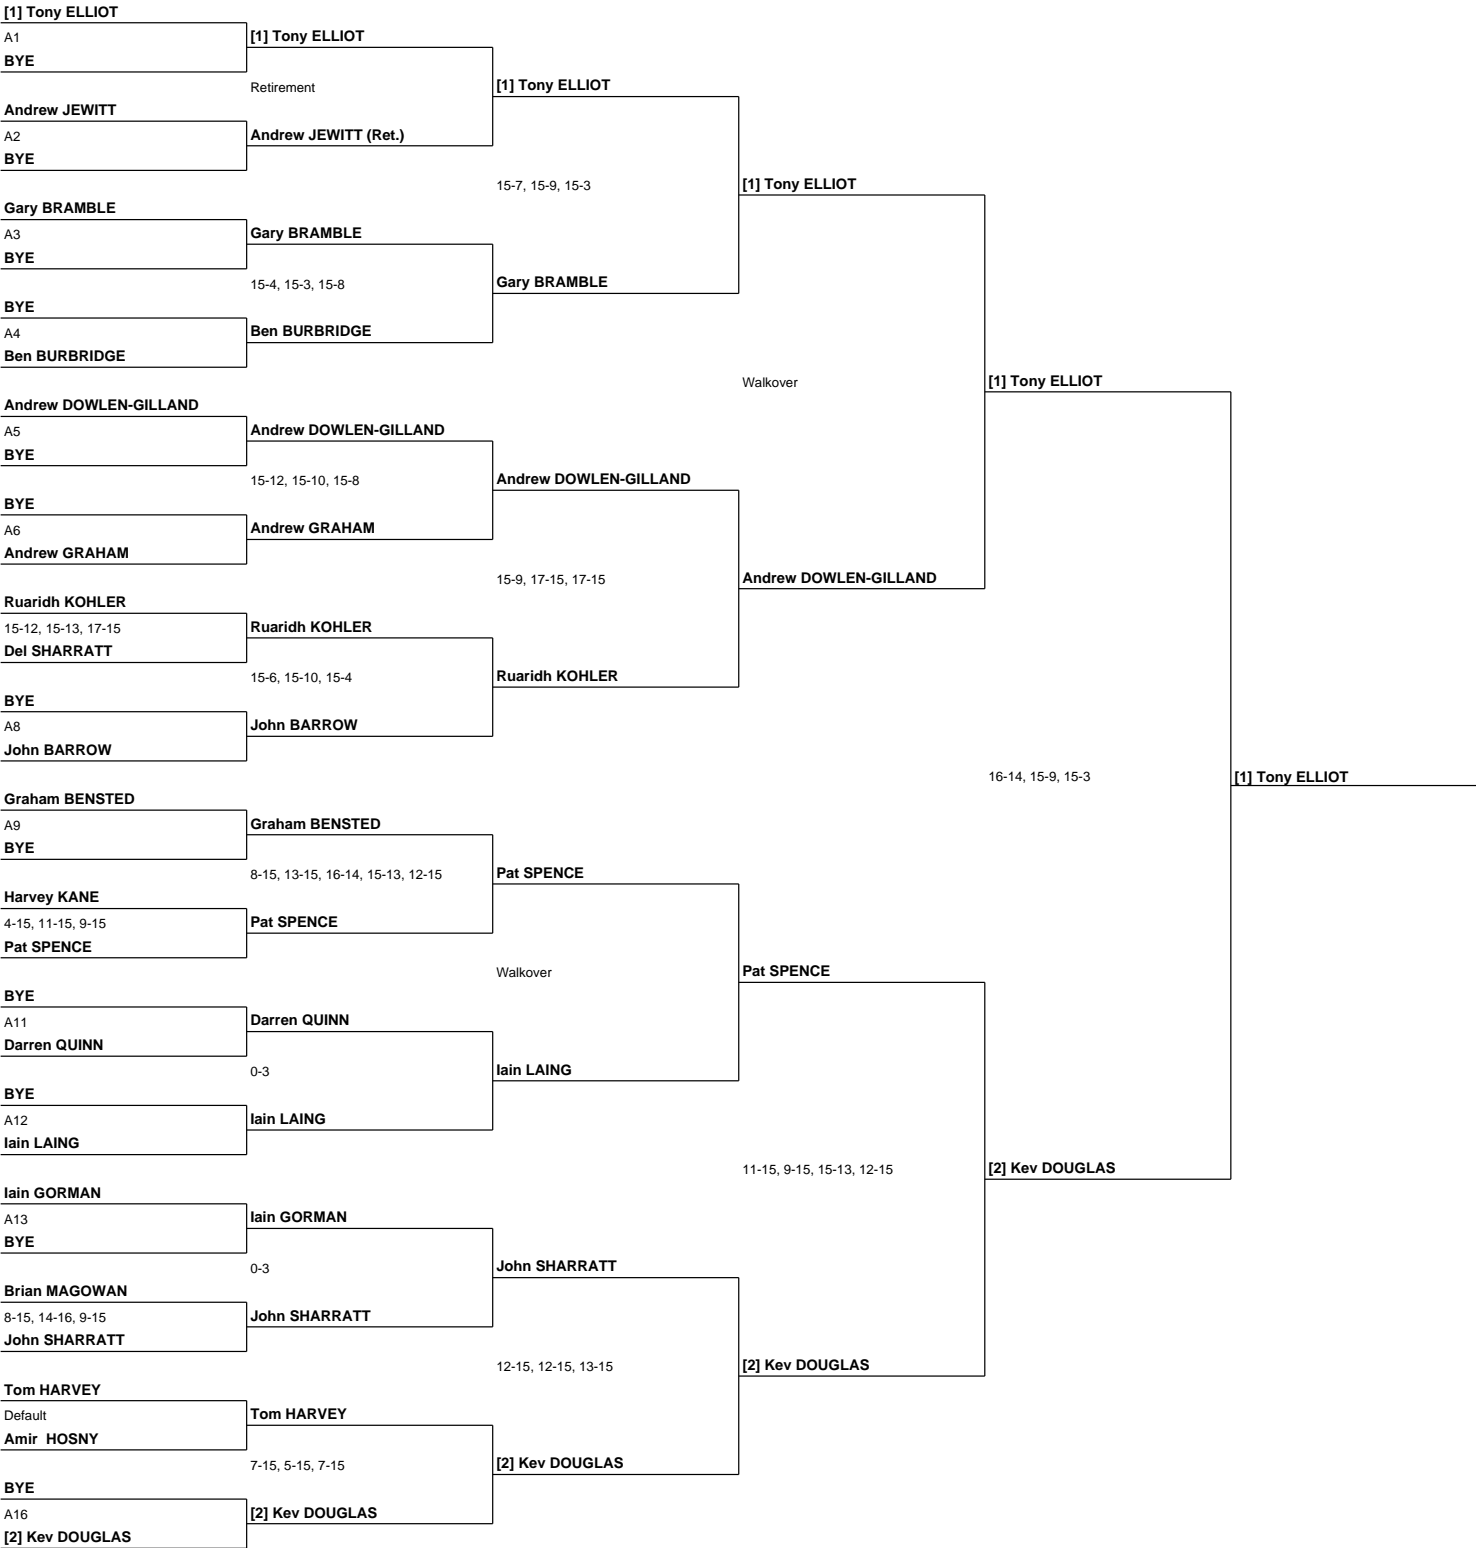 [1] Tony ELLIOT
A1
[1] Tony ELLIOT
BYE
Retirement
[1] Tony ELLIOT
Andrew JEWITT
A2
Andrew JEWITT (Ret.)
BYE
15-7, 15-9, 15-3
[1] Tony ELLIOT
Gary BRAMBLE
A3
Gary BRAMBLE
BYE
15-4, 15-3, 15-8
Gary BRAMBLE
BYE
A4
Ben BURBRIDGE
Ben BURBRIDGE
Walkover
[1] Tony ELLIOT
Andrew DOWLEN-GILLAND
A5
Andrew DOWLEN-GILLAND
BYE
15-12, 15-10, 15-8
Andrew DOWLEN-GILLAND
BYE
A6
Andrew GRAHAM
Andrew GRAHAM
15-9, 17-15, 17-15
Andrew DOWLEN-GILLAND
Ruaridh KOHLER
15-12, 15-13, 17-15
Ruaridh KOHLER
Del SHARRATT
15-6, 15-10, 15-4
Ruaridh KOHLER
BYE
A8
John BARROW
John BARROW
16-14, 15-9, 15-3
[1] Tony ELLIOT
Graham BENSTED
A9
Graham BENSTED
BYE
8-15, 13-15, 16-14, 15-13, 12-15
Pat SPENCE
Harvey KANE
4-15, 11-15, 9-15
Pat SPENCE
Pat SPENCE
Walkover
Pat SPENCE
BYE
A11
Darren QUINN
Darren QUINN
0-3
Iain LAING
BYE
A12
Iain LAING
Iain LAING
11-15, 9-15, 15-13, 12-15
[2] Kev DOUGLAS
Iain GORMAN
A13
Iain GORMAN
BYE
0-3
John SHARRATT
Brian MAGOWAN
8-15, 14-16, 9-15
John SHARRATT
John SHARRATT
12-15, 12-15, 13-15
[2] Kev DOUGLAS
Tom HARVEY
Default
Tom HARVEY
Amir HOSNY
7-15, 5-15, 7-15
[2] Kev DOUGLAS
BYE
A16
[2] Kev DOUGLAS
[2] Kev DOUGLAS